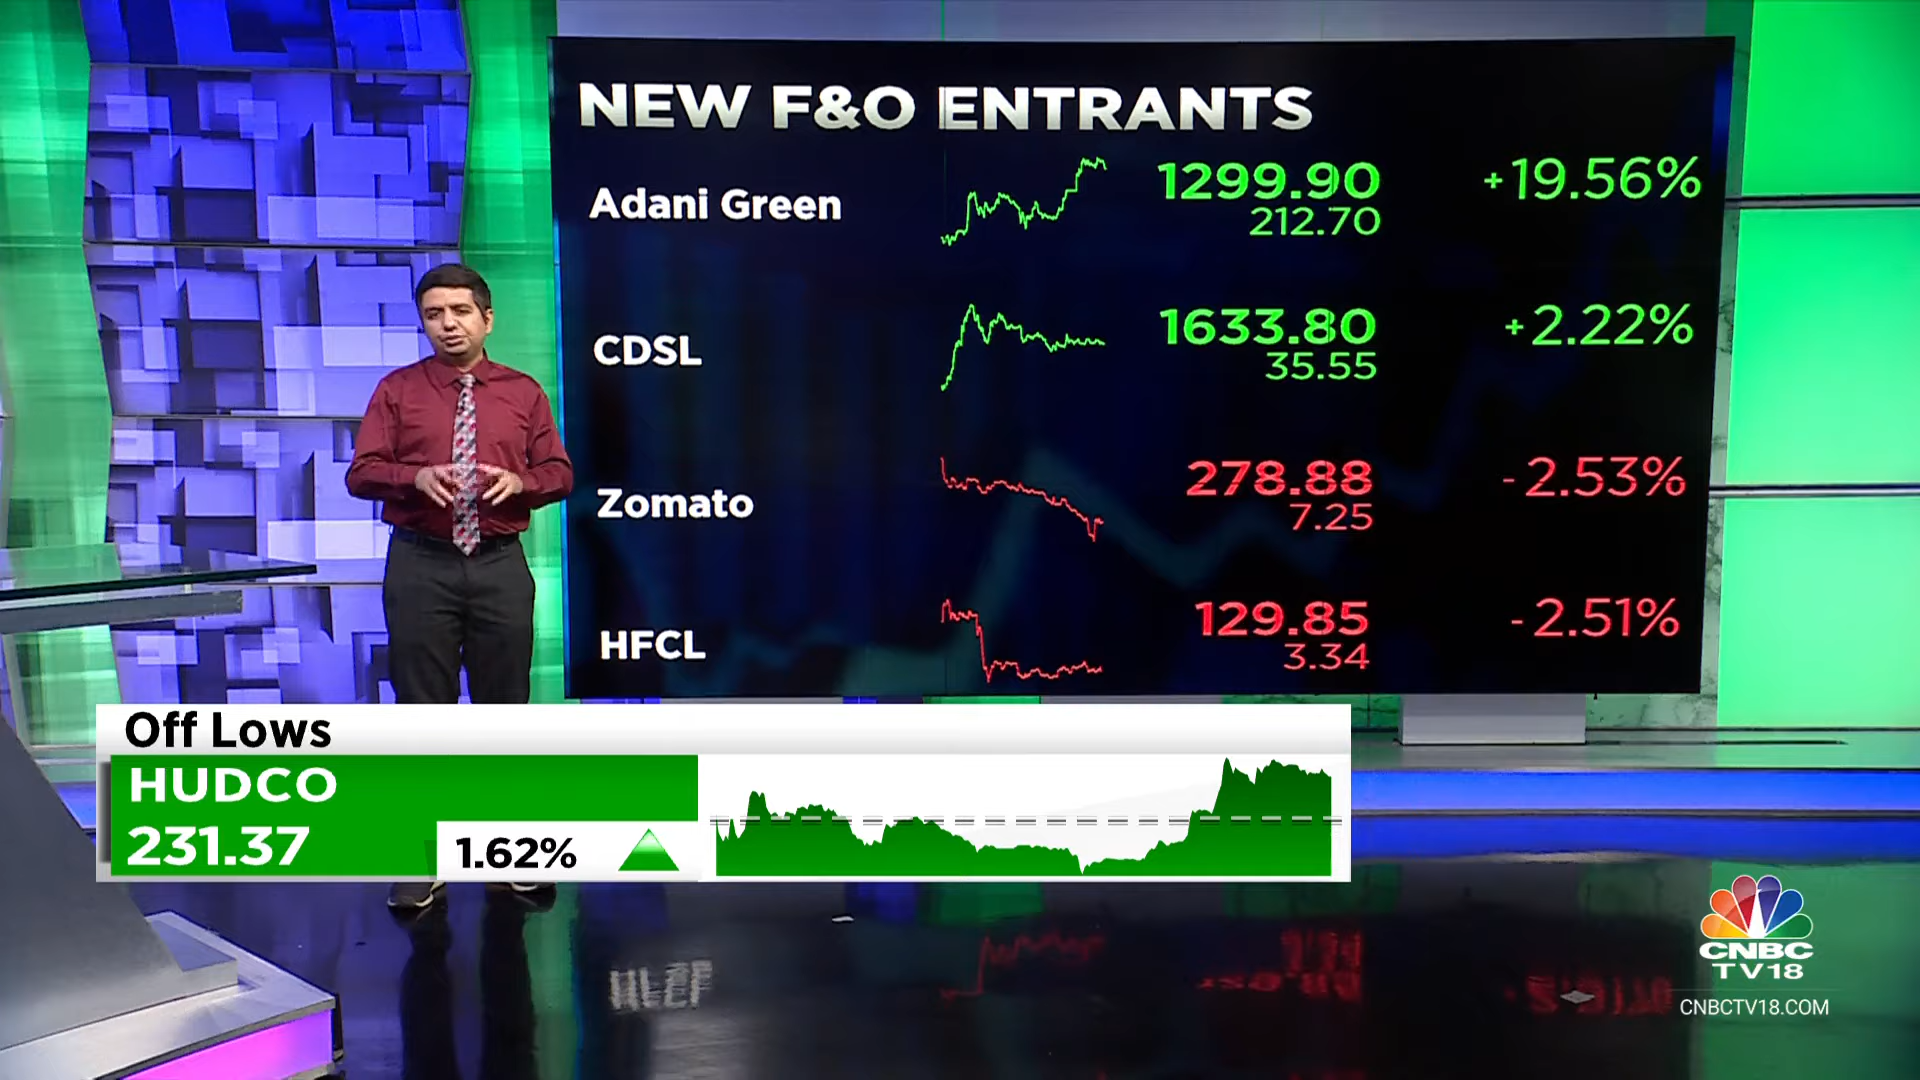 NEW F&O ENTRANTS
Adani Green 1299.90 +19.56%
212.70
CDSL 1633.80 +2.22%
35.55
Zomato 278.88 -2.53%
7.25
HFCL 129.85 -2.51%
3.34
Off Lows
HUDCO
231.37
1.62%
CNBC
TV18
CNBCTV18.COM